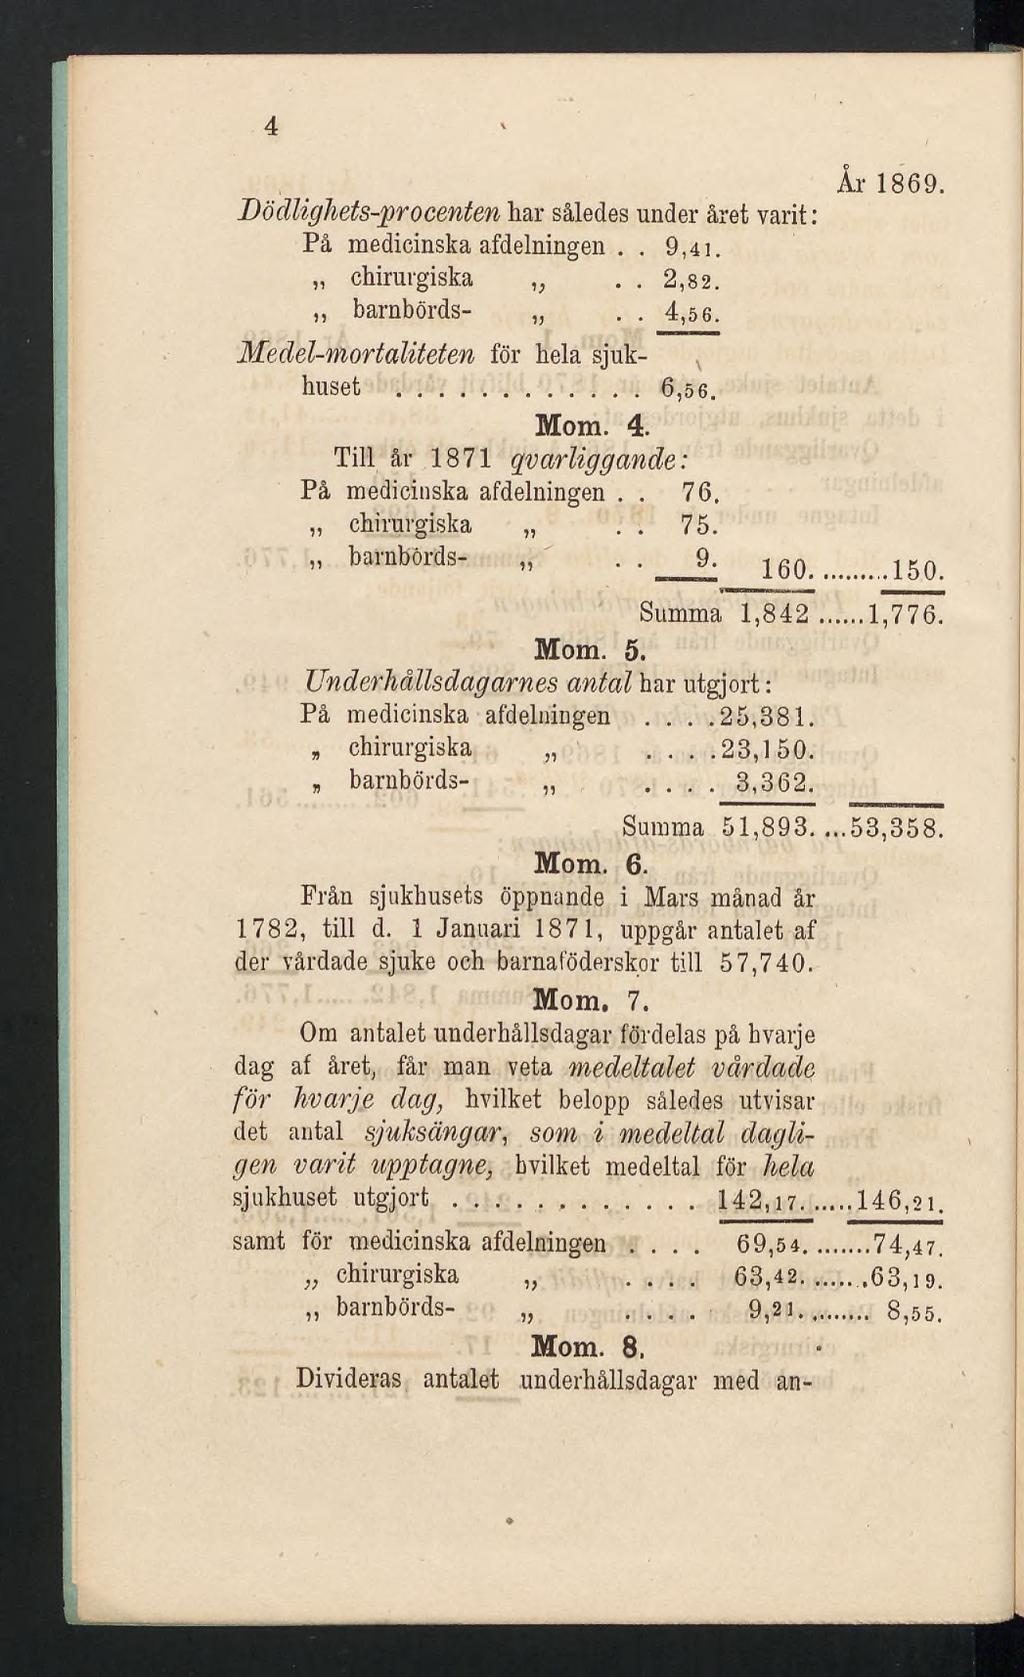 4
År 1869.
Dödlighets-procenten har således under året varit:
På medicinska afdelningen . . 9,41.
„ chirurgiska „ . . 2,82.
„ barnbörds- „ . . 4,56.
Medel-mortaliteten för hela sjuk-
huset . . . . . . . . . . . . 6,56.
Mom. 4.
Till år 1871 qvarliggande:
På medicinska afdelningen . . 76.
„ chirurgiska „ . . 75.
„ barnbörds- „ . . 9. 160..........150.
Summa 1,842......1,776.
Mom. 5.
Underhållsdagarnes antal har utgjort:
På medicinska afdelningen . . . .25,381.
„ chirurgiska „ . . . .23,150.
„ barnbörds- „ . . . . 3,362.
Summa 51,893. ...53,358.
Mom. 6.
Från sjukhusets öppnande i Mars månad år
1782, till d. 1 Januari 1871, uppgår antalet af
der vårdade sjuke och barnaföderskor till 57,740.
Mom. 7.
Om antalet underhållsdagar fördelas på hvarje
dag af året, får man veta medeltalet vårdade
för hvarje dag, hvilket belopp således utvisar
det antal sjuksängar, som i medeltal dagli-
gen varit upptagne, hvilket medeltal för hela
sjukhuset utgjort . . . . . . . . . . . . 142,17......146,21.
samt för medicinska afdelningen . . . . 69,54.........74,47.
„ chirurgiska „ . . . . 63,42........63,19.
„ barnbörds- „ . . . . 9,21......... 8,55.
Mom. 8.
Divideras antalet underhållsdagar med an-